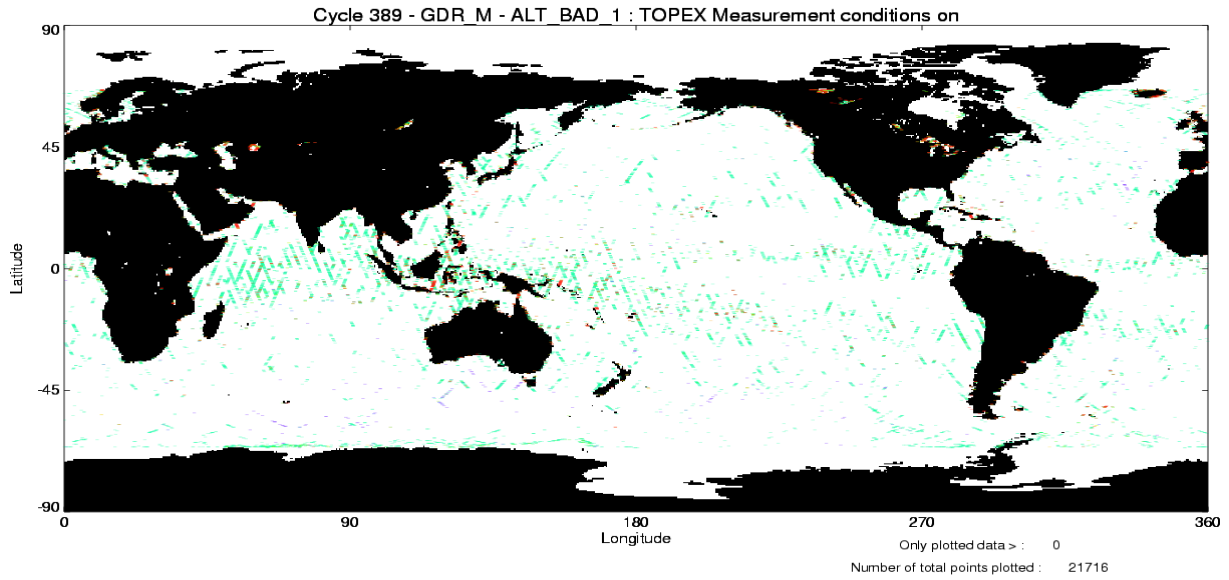 Cycle 389 - GDR_M - ALT_BAD_1 : TOPEX Measurement conditions on
90
45
0
-45
-90
Latitude
0
90
180
270
360
Longitude
Only plotted data > : 0
Number of total points plotted : 21716